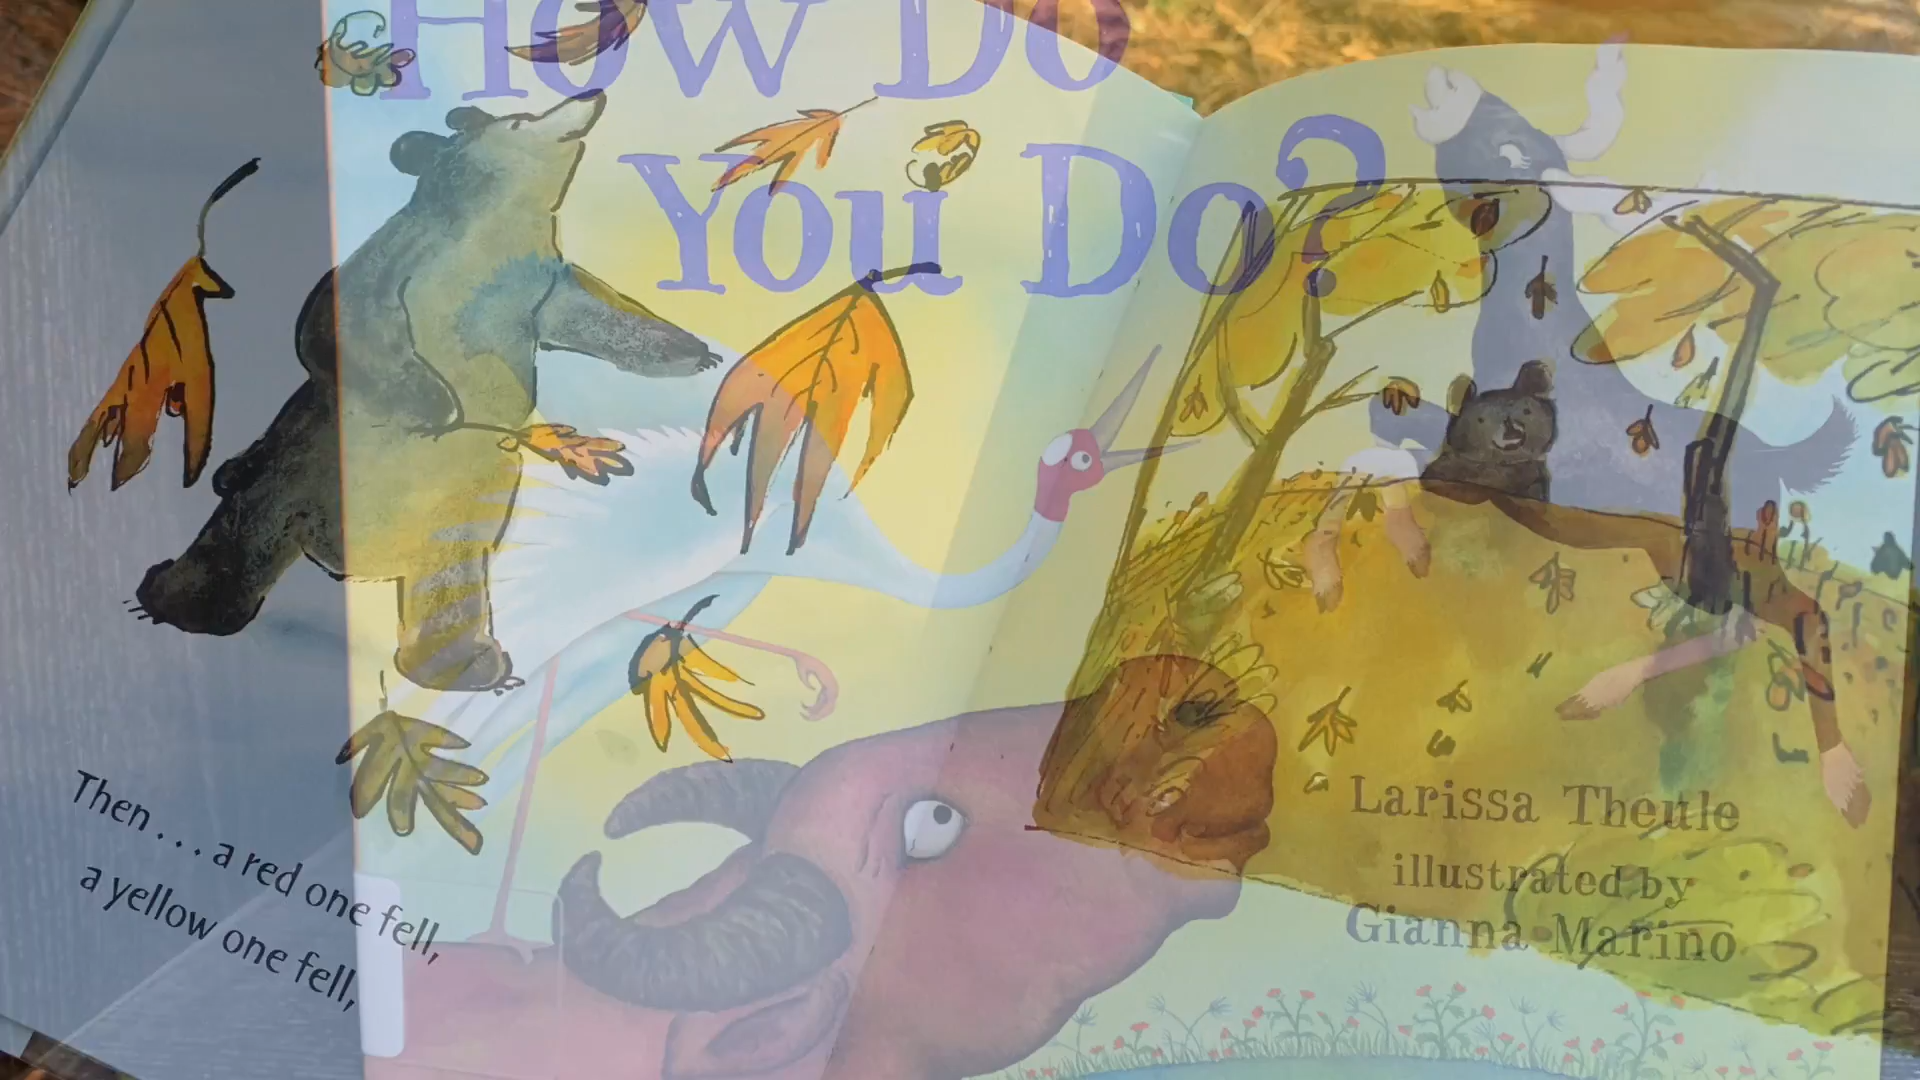 How Do
You Do?
Larissa Theule
illustrated by
Gianna Marino
Then . . . a red one fell,
a yellow one fell,